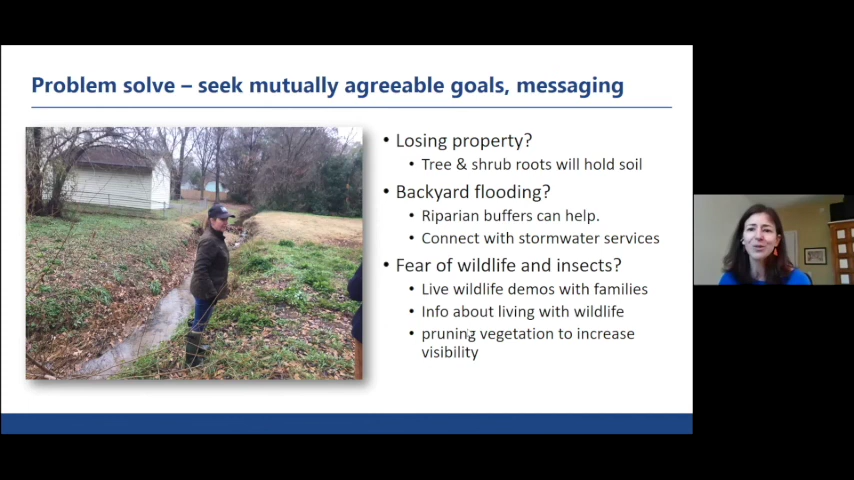 Problem solve – seek mutually agreeable goals, messaging
• Losing property?
• Tree & shrub roots will hold soil
• Backyard flooding?
• Riparian buffers can help.
• Connect with stormwater services
• Fear of wildlife and insects?
• Live wildlife demos with families
• Info about living with wildlife
• pruning vegetation to increase
visibility